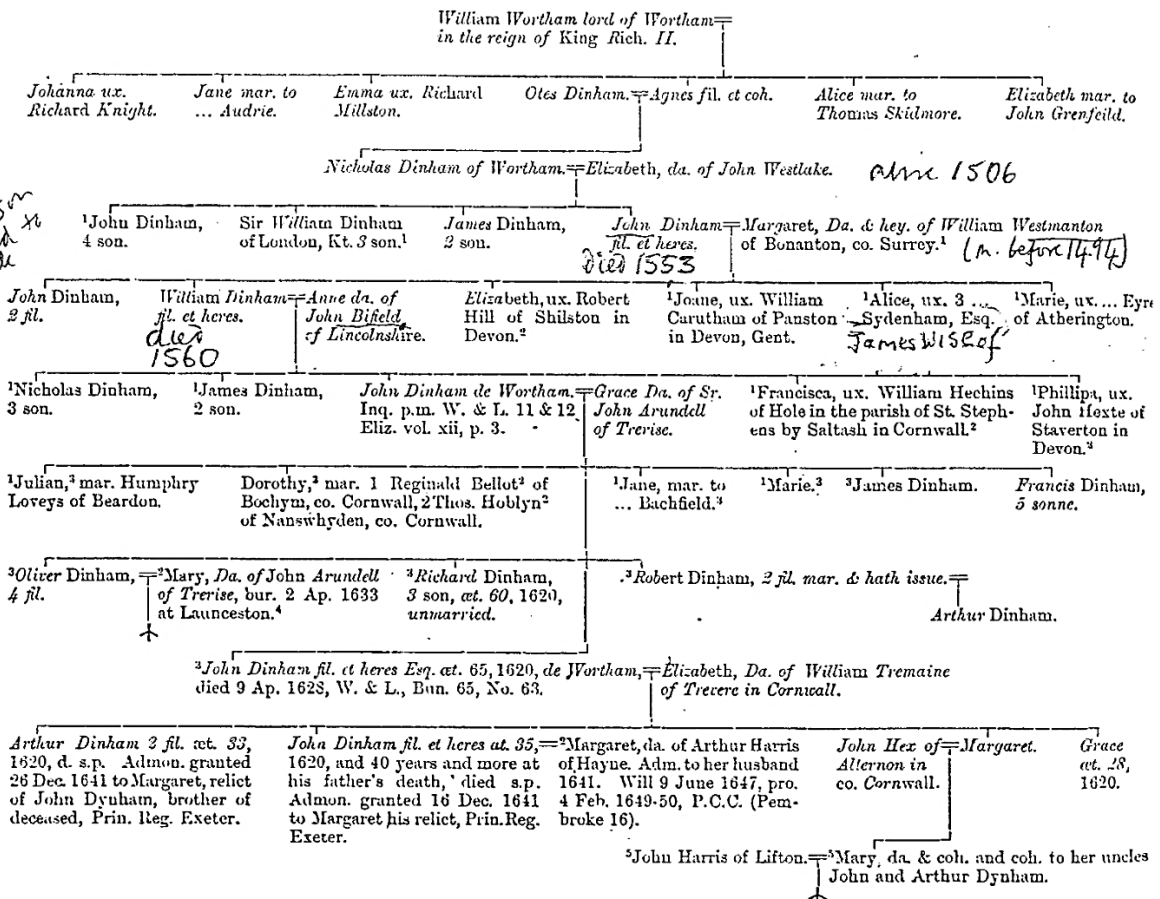 William Wortham lord of Wortham
in the reign of King Rich. II.
Johanna ux.
Richard Knight.
Jane mar. to
... Audrie.
Emma ux. Richard
Millston.
Otes Dinham.
Agnes fil. et coh.
Alice mar. to
Thomas Skidmore.
Elizabeth mar. to
John Grenfeild.
Nicholas Dinham of Wortham.
Elizabeth, da. of John Westlake.
alive 1506
¹John Dinham,
4 son.
Sir William Dinham
of London, Kt. 3 son.¹
James Dinham,
2 son.
John Dinham
fil. et heres.
died 1553
Margaret, Da. & hey. of William Westmanton
of Bonanton, co. Surrey.¹
(m. before 1494)
John Dinham,
2 fil.
William Dinham
fil. et heres.
died
1560
Anne da. of
John Bifield
of Lincolnshire.
Elizabeth, ux. Robert
Hill of Shilston in
Devon.²
¹Joane, ux. William
Carutham of Panston
in Devon, Gent.
¹Alice, ux. 3 ...
Sydenham, Esq.
James
¹Marie, ux. ... Eyre
of Atherington.
¹Nicholas Dinham,
3 son.
¹James Dinham,
2 son.
John Dinham de Wortham.
Inq. p.m. W. & L. 11 & 12
Eliz. vol. xii, p. 3.
Grace Da. of Sr.
John Arundell
of Trerise.
¹Francisca, ux. William Hechins
of Hole in the parish of St. Steph-
ens by Saltash in Cornwall.²
¹Phillipa, ux.
John Hexte of
Staverton in
Devon.³
¹Julian,³ mar. Humphry
Loveys of Beardon.
Dorothy,² mar. 1 Reginald Bellot² of
Bochym, co. Cornwall, 2 Thos. Hoblyn²
of Nanswhyden, co. Cornwall.
¹Jane, mar. to
... Bachfield.³
¹Marie.³
³James Dinham.
Francis Dinham,
5 sonne.
³Oliver Dinham,
4 fil.
²Mary, Da. of John Arundell
of Trerise, bur. 2 Ap. 1633
at Launceston.⁴
³Richard Dinham,
3 son, æt. 60, 1620,
unmarried.
³Robert Dinham, 2 fil. mar. & hath issue.
Arthur Dinham.
³John Dinham fil. et heres Esq. æt. 65, 1620, de Wortham,
died 9 Ap. 1628, W. & L., Bun. 65, No. 63.
Elizabeth, Da. of William Tremaine
of Trecere in Cornwall.
Arthur Dinham 2 fil. æt. 33,
1620, d. s.p. Admon. granted
26 Dec. 1641 to Margaret, relict
of John Dynham, brother of
deceased, Prin. Reg. Exeter.
John Dinham fil. et heres at. 35,
1620, and 40 years and more at
his father's death, died s.p.
Admon. granted 16 Dec. 1641
to Margaret his relict, Prin. Reg.
Exeter.
²Margaret, da. of Arthur Harris
of Hayne. Adm. to her husband
1641. Will 9 June 1647, pro.
4 Feb. 1649-50, P.C.C. (Pem-
broke 16).
John Hex of
Alternon in
co. Cornwall.
Margaret.
Grace
æt. 28,
1620.
⁵John Harris of Lifton.
⁵Mary, da. & coh. and coh. to her uncles
John and Arthur Dynham.